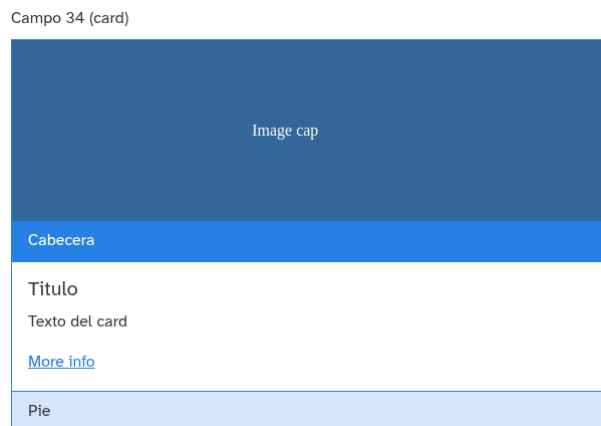 Campo 34 (card)
Image cap
Cabecera
Titulo
Texto del card
More info
Pie